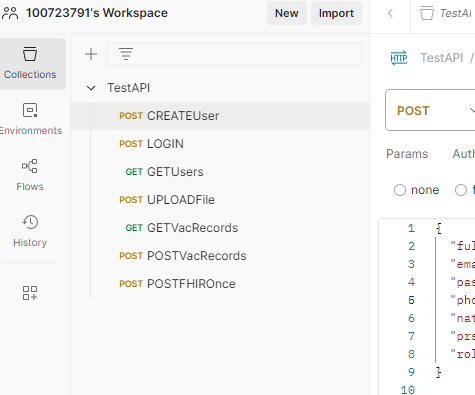 100723791's Workspace
New
Import
TestAPI
Collections
Environments
Flows
History
TestAPI
POST CREATEUser
POST LOGIN
GET GETUsers
POST UPLOADFile
GET GETVacRecords
POST POSTVacRecords
POST POSTFHIROnce
HTTP TestAPI /
POST
Params Aut
none
1 {
2 "ful
3 "ema
4 "pas
5 "pho
6 "nat
7 "prs
8 "rol
9 }
10